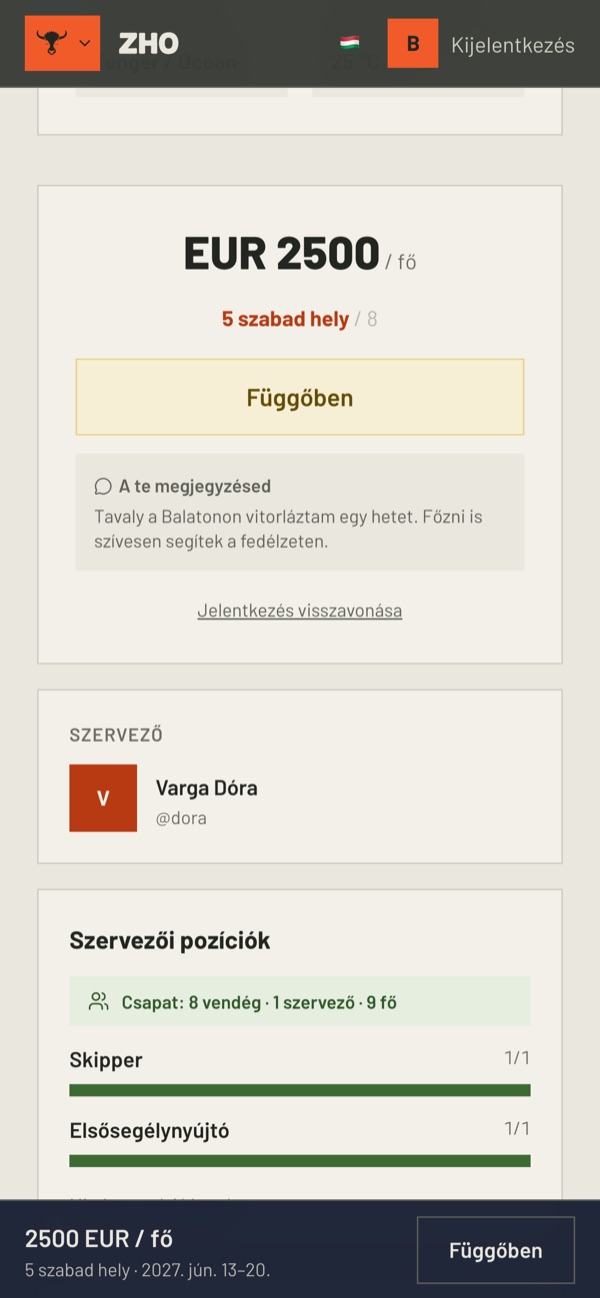 ZHO
B
Kijelentkezés
EUR 2500 / fő
5 szabad hely / 8
Függőben
A te megjegyzésed
Tavaly a Balatonon vitorláztam egy hetet. Főzni is
szívesen segítek a fedélzeten.
Jelentkezés visszavonása
SZERVEZŐ
V
Varga Dóra
@dora
Szervezői pozíciók
Csapat: 8 vendég · 1 szervező · 9 fő
Skipper 1/1
Elsősegélynyújtó 1/1
2500 EUR / fő
5 szabad hely · 2027. jún. 13–20.
Függőben